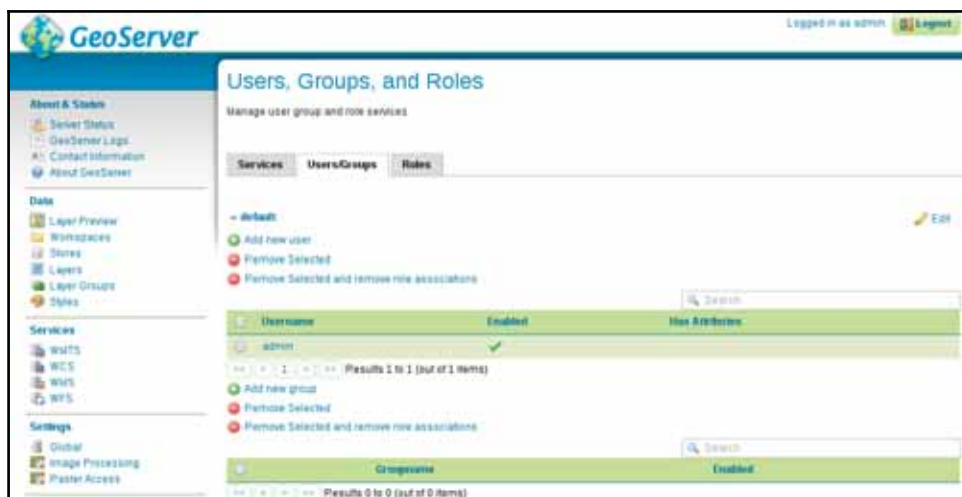 GeoServer
Logged in as admin.
Logout
About & Status
Server Status
GeoServer Logs
Contact Information
About GeoServer
Data
Layer Preview
Workspaces
Stores
Layers
Layer Groups
Styles
Services
WMTS
WCS
WMS
WFS
Settings
Global
Image Processing
Raster Access
Users, Groups, and Roles
Manage user group and role services
Services
Users/Groups
Roles
default
Edit
Add new user
Remove Selected
Remove Selected and remove role associations
Search
Username Enabled Has Attributes
admin
<< < 1 > >> Results 1 to 1 (out of 1 items)
Add new group
Remove Selected
Remove Selected and remove role associations
Search
Groupname Enabled
<< < > >> Results 0 to 0 (out of 0 items)